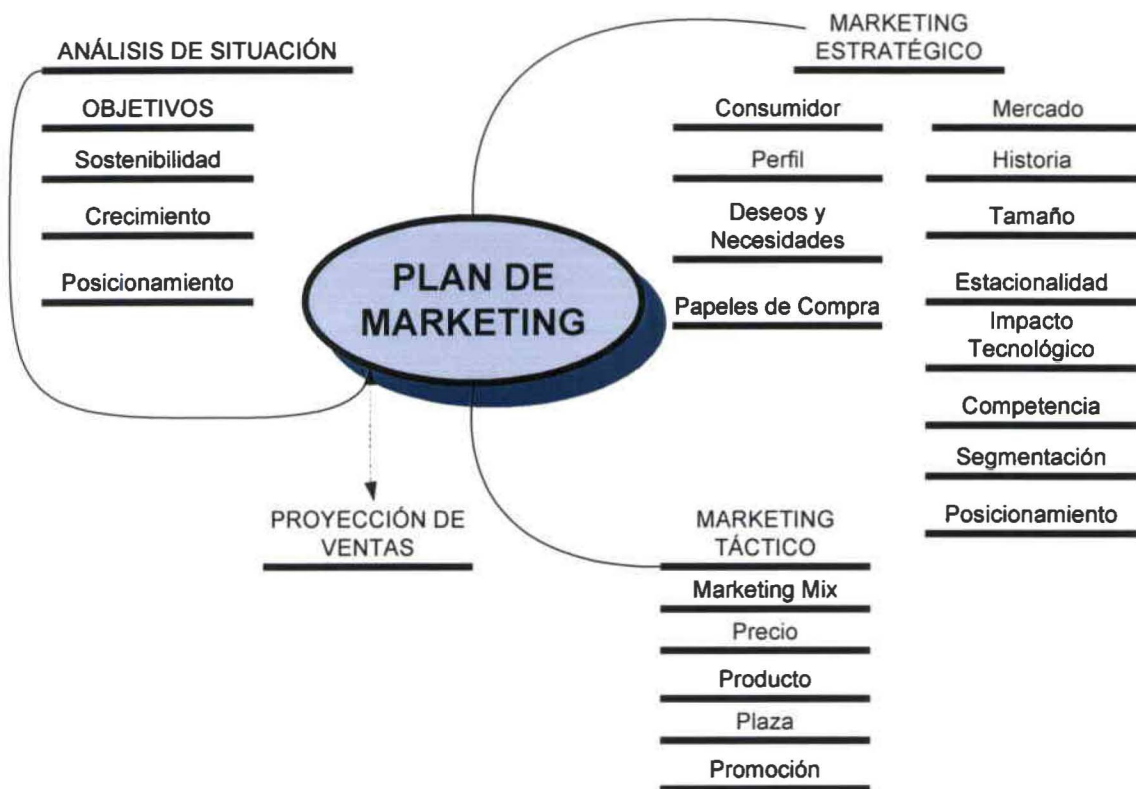 ANÁLISIS DE SITUACIÓN
OBJETIVOS
Sostenibilidad
Crecimiento
Posicionamiento
PLAN DE
MARKETING
PROYECCIÓN DE
VENTAS
MARKETING
ESTRATÉGICO
Consumidor
Perfil
Deseos y
Necesidades
Papeles de Compra
Mercado
Historia
Tamaño
Estacionalidad
Impacto
Tecnológico
Competencia
Segmentación
Posicionamiento
MARKETING
TÁCTICO
Marketing Mix
Precio
Producto
Plaza
Promoción